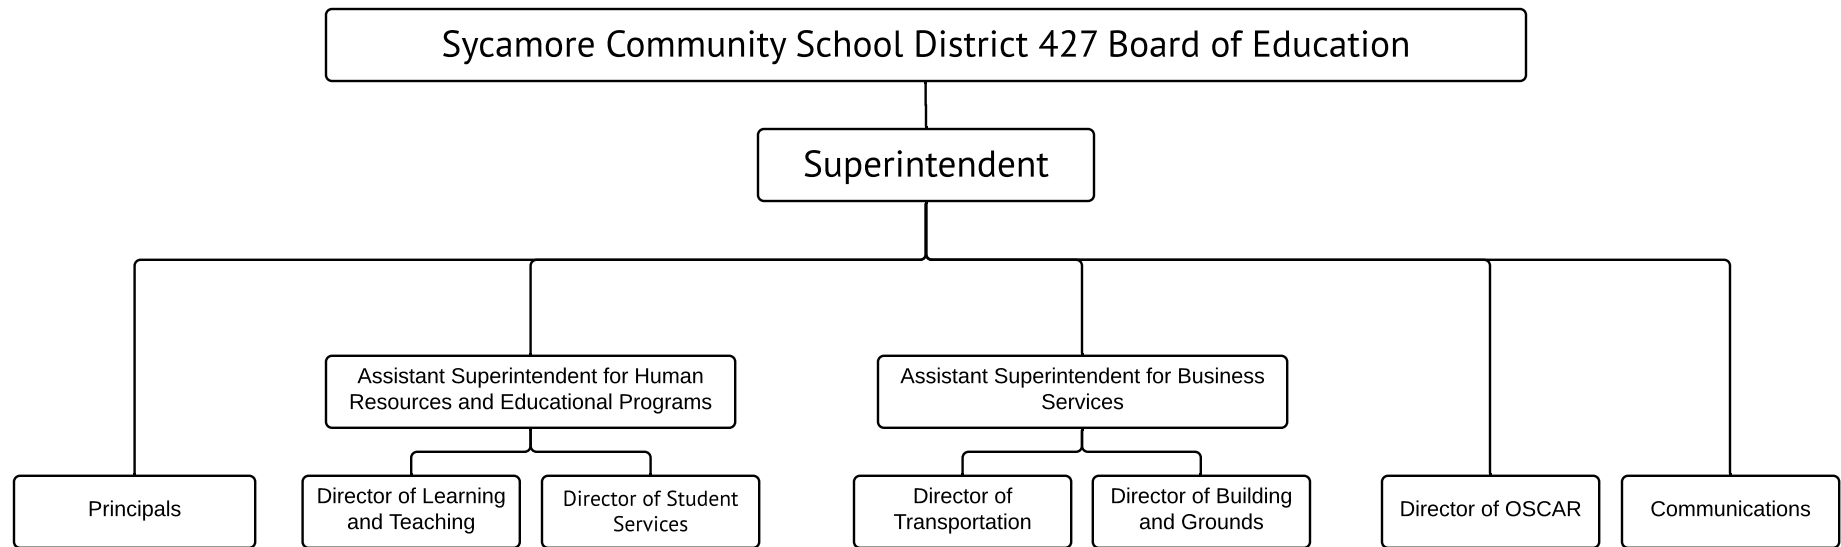 Sycamore Community School District 427 Board of Education
Superintendent
Assistant Superintendent for Human
Resources and Educational Programs
Assistant Superintendent for Business
Services
Principals
Director of Learning
and Teaching
Director of Student
Services
Director of
Transportation
Director of Building
and Grounds
Director of OSCAR
Communications